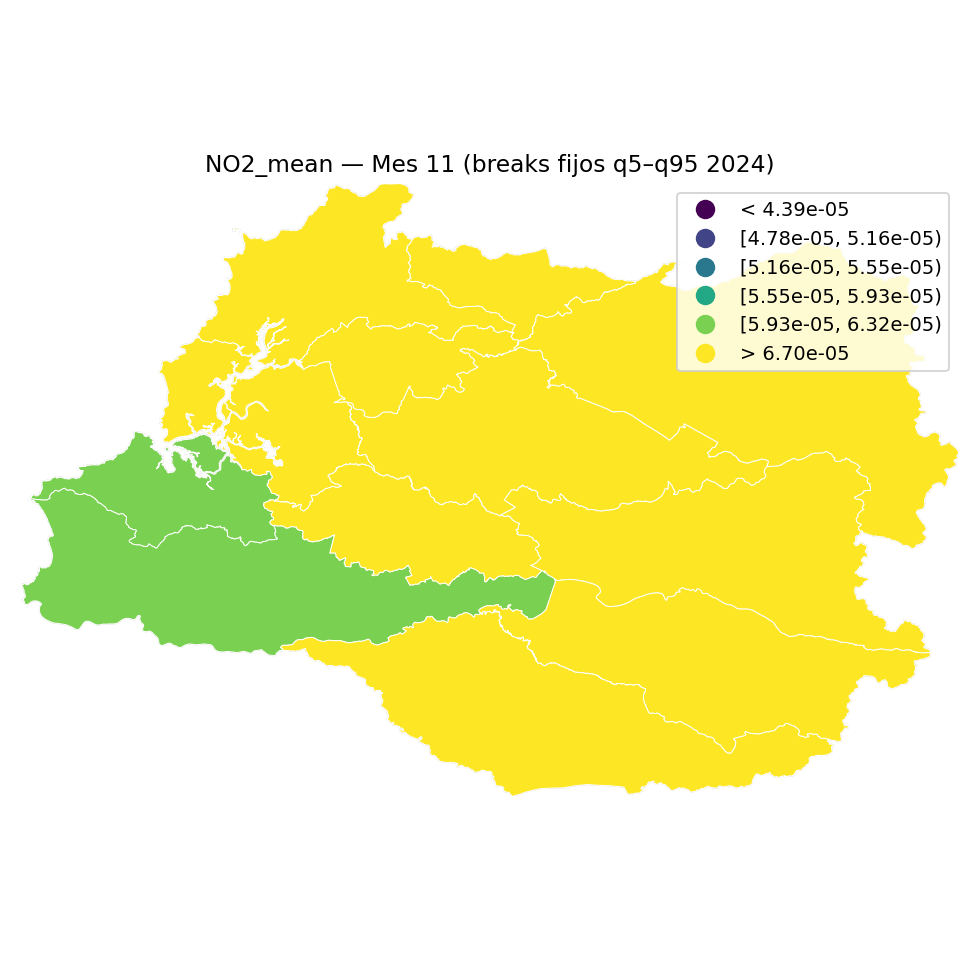 NO2_mean — Mes 11 (breaks fijos q5–q95 2024)
< 4.39e-05
[4.78e-05, 5.16e-05)
[5.16e-05, 5.55e-05)
[5.55e-05, 5.93e-05)
[5.93e-05, 6.32e-05)
> 6.70e-05